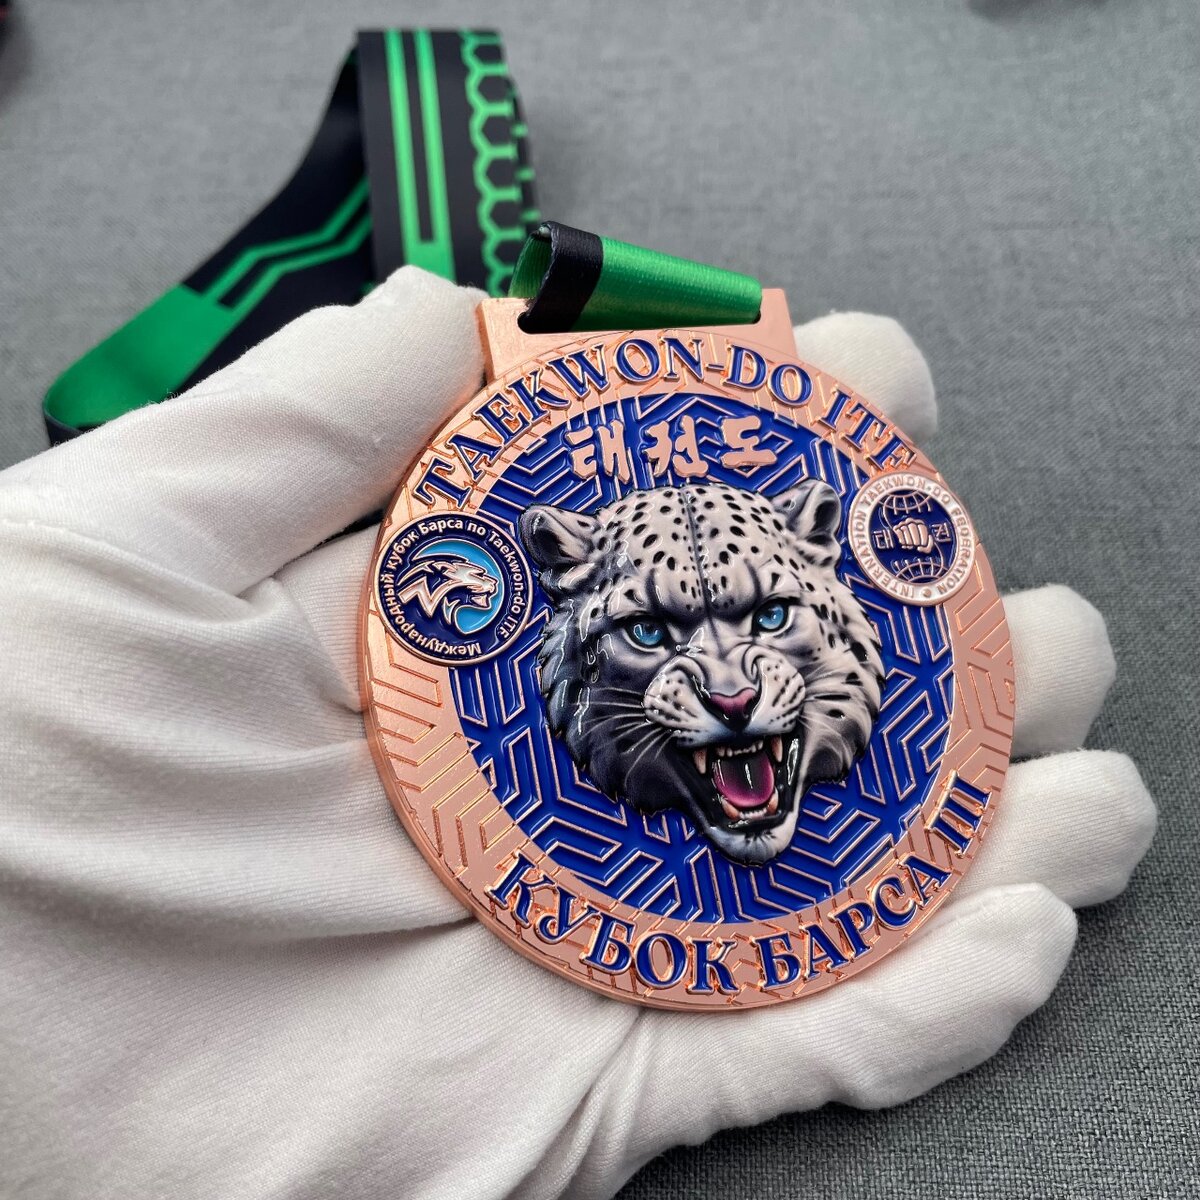 TAEKWON-DO ITF
태권도
Международный кубок Барса по Taekwon-do ITF
INTERNATION TAEKWON-DO FEDERATION
태 권
КУБОК БАРСА III